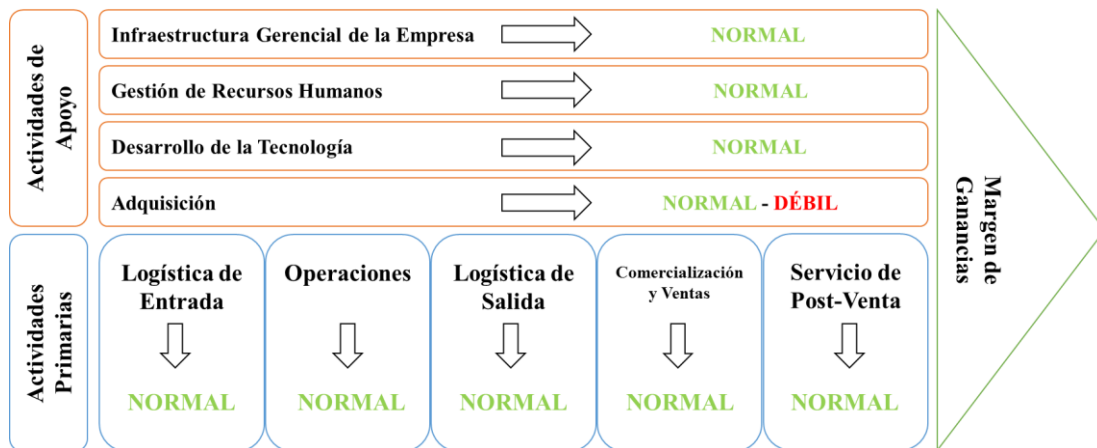 Actividades de
Apoyo
Infraestructura Gerencial de la Empresa
NORMAL
Gestión de Recursos Humanos
NORMAL
Desarrollo de la Tecnología
NORMAL
Adquisición
NORMAL - DÉBIL
Actividades
Primarias
Logística de
Entrada
NORMAL
Operaciones
NORMAL
Logística de
Salida
NORMAL
Comercialización
y Ventas
NORMAL
Servicio de
Post-Venta
NORMAL
Margen de
Ganancias